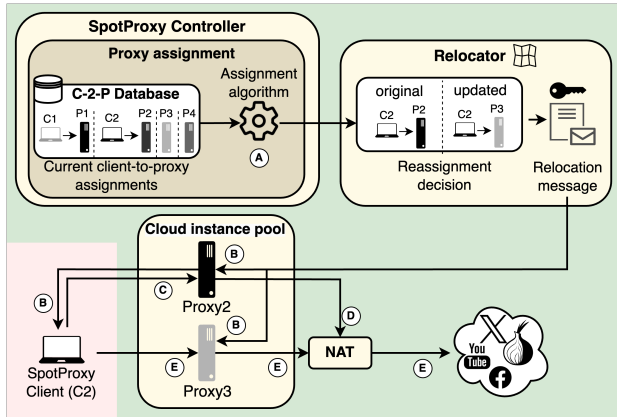 SpotProxy Controller
Proxy assignment
C-2-P Database
C1
P1
C2
P2
P3
P4
Current client-to-proxy
assignments
Assignment
algorithm
A
Relocator
original
updated
C2
P2
C2
P3
Reassignment
decision
Relocation
message
Cloud instance pool
B
B
C
Proxy2
D
B
SpotProxy
Client (C2)
E
Proxy3
E
NAT
E
X
You
Tube
f